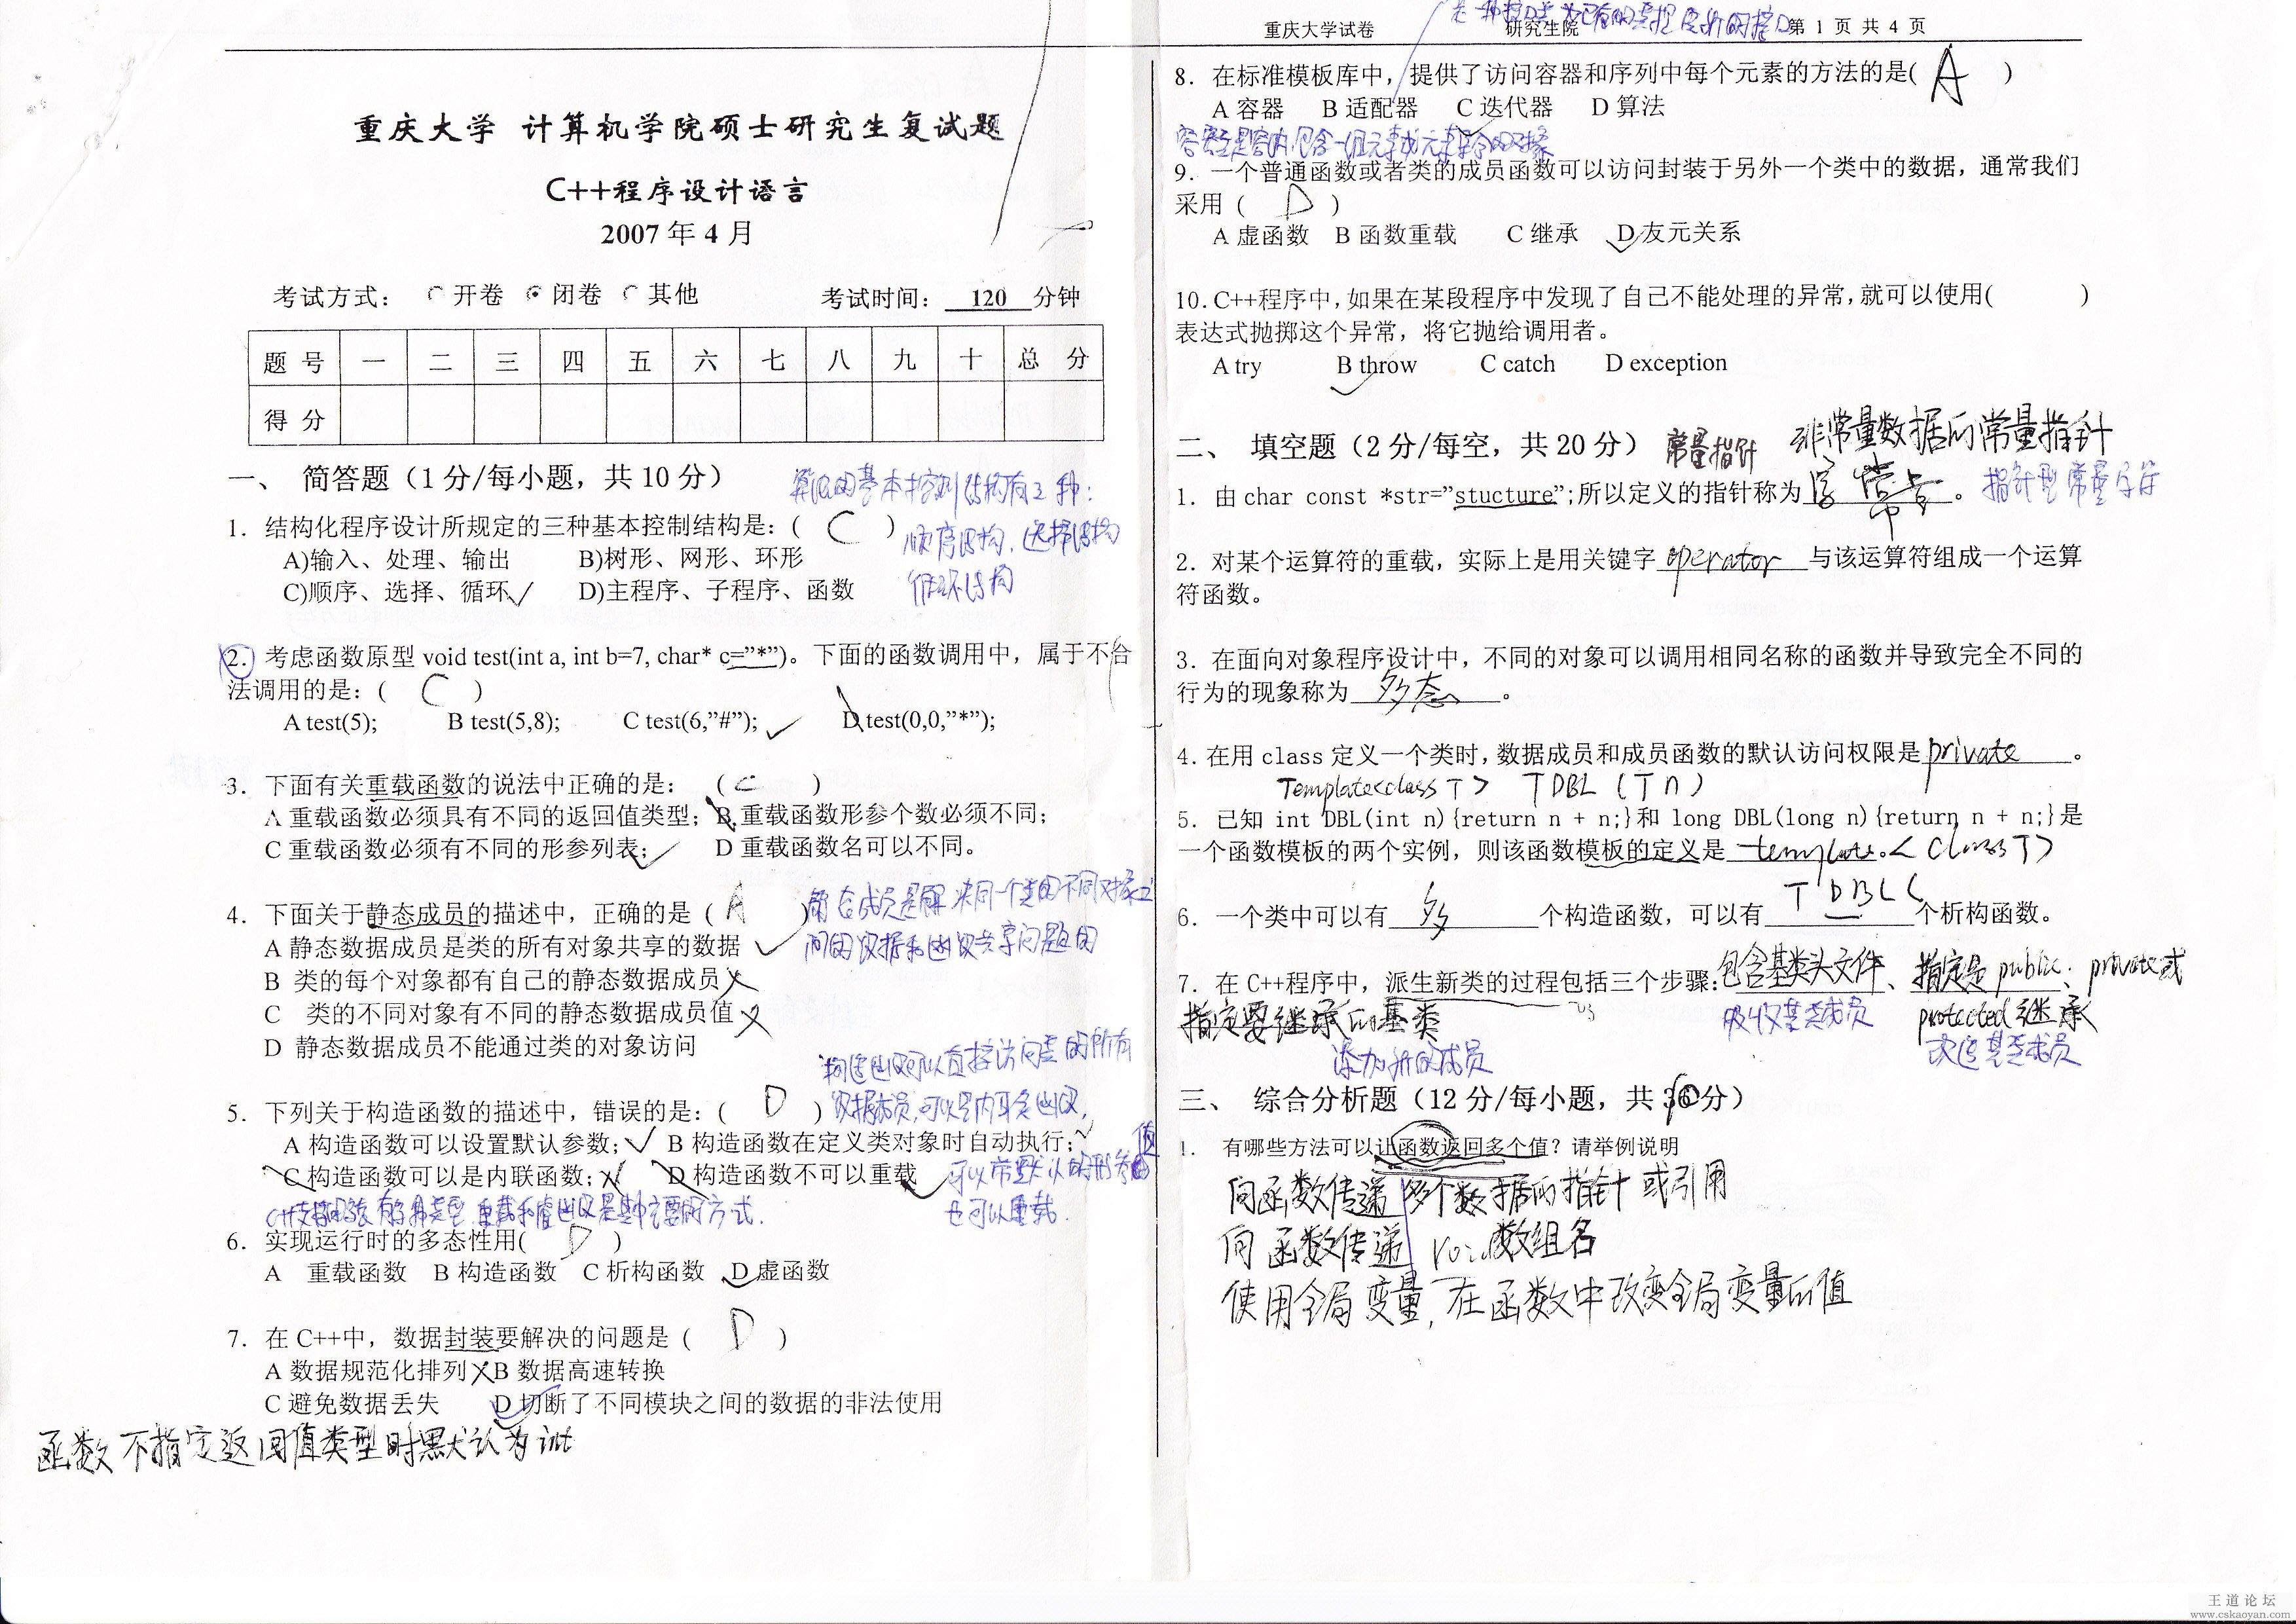 重庆大学 计算机学院硕士研究生复试题
C++程序设计语言
2007 年 4 月
考试方式: 开卷 闭卷 其他 考试时间: 120 分钟
题号 一 二 三 四 五 六 七 八 九 十 总 分
得分
一、 简答题（1 分/每小题，共 10 分）
算法的基本控制结构有三种:
1. 结构化程序设计所规定的三种基本控制结构是:( C )
顺序结构、选择结构
A)输入、处理、输出 B)树形、网形、环形
循环结构
C)顺序、选择、循环 D)主程序、子程序、函数
2. 考虑函数原型 void test(int a, int b=7, char* c="*")。下面的函数调用中，属于不合
法调用的是:( C )
A test(5); B test(5,8); C test(6,"#"); D test(0,0,"*");
3. 下面有关重载函数的说法中正确的是: ( C )
A 重载函数必须具有不同的返回值类型; B.重载函数形参个数必须不同;
C 重载函数必须有不同的形参列表; D 重载函数名可以不同。
4. 下面关于静态成员的描述中，正确的是 ( A )
静态成员是解决同一个类的不同对象之
间的数据和函数共享问题的
A 静态数据成员是类的所有对象共享的数据
B 类的每个对象都有自己的静态数据成员
C 类的不同对象有不同的静态数据成员值
D 静态数据成员不能通过类的对象访问
构造函数可以直接访问类的所有
数据成员,可以是内联函数,
5. 下列关于构造函数的描述中，错误的是:( D )
A 构造函数可以设置默认参数; B 构造函数在定义类对象时自动执行;
C 构造函数可以是内联函数; D 构造函数不可以重载
可以带默认的形参值
也可以重载.
6. 实现运行时的多态性用( D )
A 重载函数 B 构造函数 C 析构函数 D 虚函数
7. 在 C++中，数据封装要解决的问题是 ( D )
A 数据规范化排列 B 数据高速转换
C 避免数据丢失 D 切断了不同模块之间的数据的非法使用
函数不指定返回值类型时默认为 int
重庆大学试卷 研究生院 第 1 页 共 4 页
8. 在标准模板库中，提供了访问容器和序列中每个元素的方法的是( A )
A 容器 B 适配器 C 迭代器 D 算法
9. 一个普通函数或者类的成员函数可以访问封装于另外一个类中的数据，通常我们
采用 ( D )
A 虚函数 B 函数重载 C 继承 D 友元关系
10. C++程序中,如果在某段程序中发现了自己不能处理的异常,就可以使用( )
表达式抛掷这个异常，将它抛给调用者。
A try B throw C catch D exception
二、 填空题（2 分/每空，共 20 分） 常量指针 非常量数据的常量指针
1. 由 char const *str="stucture";所以定义的指针称为 。 指针型常量字符
2. 对某个运算符的重载，实际上是用关键字 operator 与该运算符组成一个运算
符函数。
3. 在面向对象程序设计中，不同的对象可以调用相同名称的函数并导致完全不同的
行为的现象称为 多态 。
4. 在用 class 定义一个类时,数据成员和成员函数的默认访问权限是 private 。
Template<class T> T DBL (T n)
5. 已知 int DBL(int n){return n + n;}和 long DBL(long n){return n + n;}是
一个函数模板的两个实例，则该函数模板的定义是 template < class T>
T DBL(
6. 一个类中可以有 多 个构造函数，可以有 一 个析构函数。
7. 在 C++程序中，派生新类的过程包括三个步骤: 包含基类头文件 、 指定是 public、private或
指定要继承的基类 吸收基类成员 protected 继承
添加新的成员 改造基类成员
三、 综合分析题（12 分/每小题，共 36 分）
1. 有哪些方法可以让函数返回多个值？请举例说明
向函数传递多个数据的指针或引用
向函数传递 数组名
使用全局变量,在函数中改变全局变量的值
王道论坛
www.cskaoyan.com